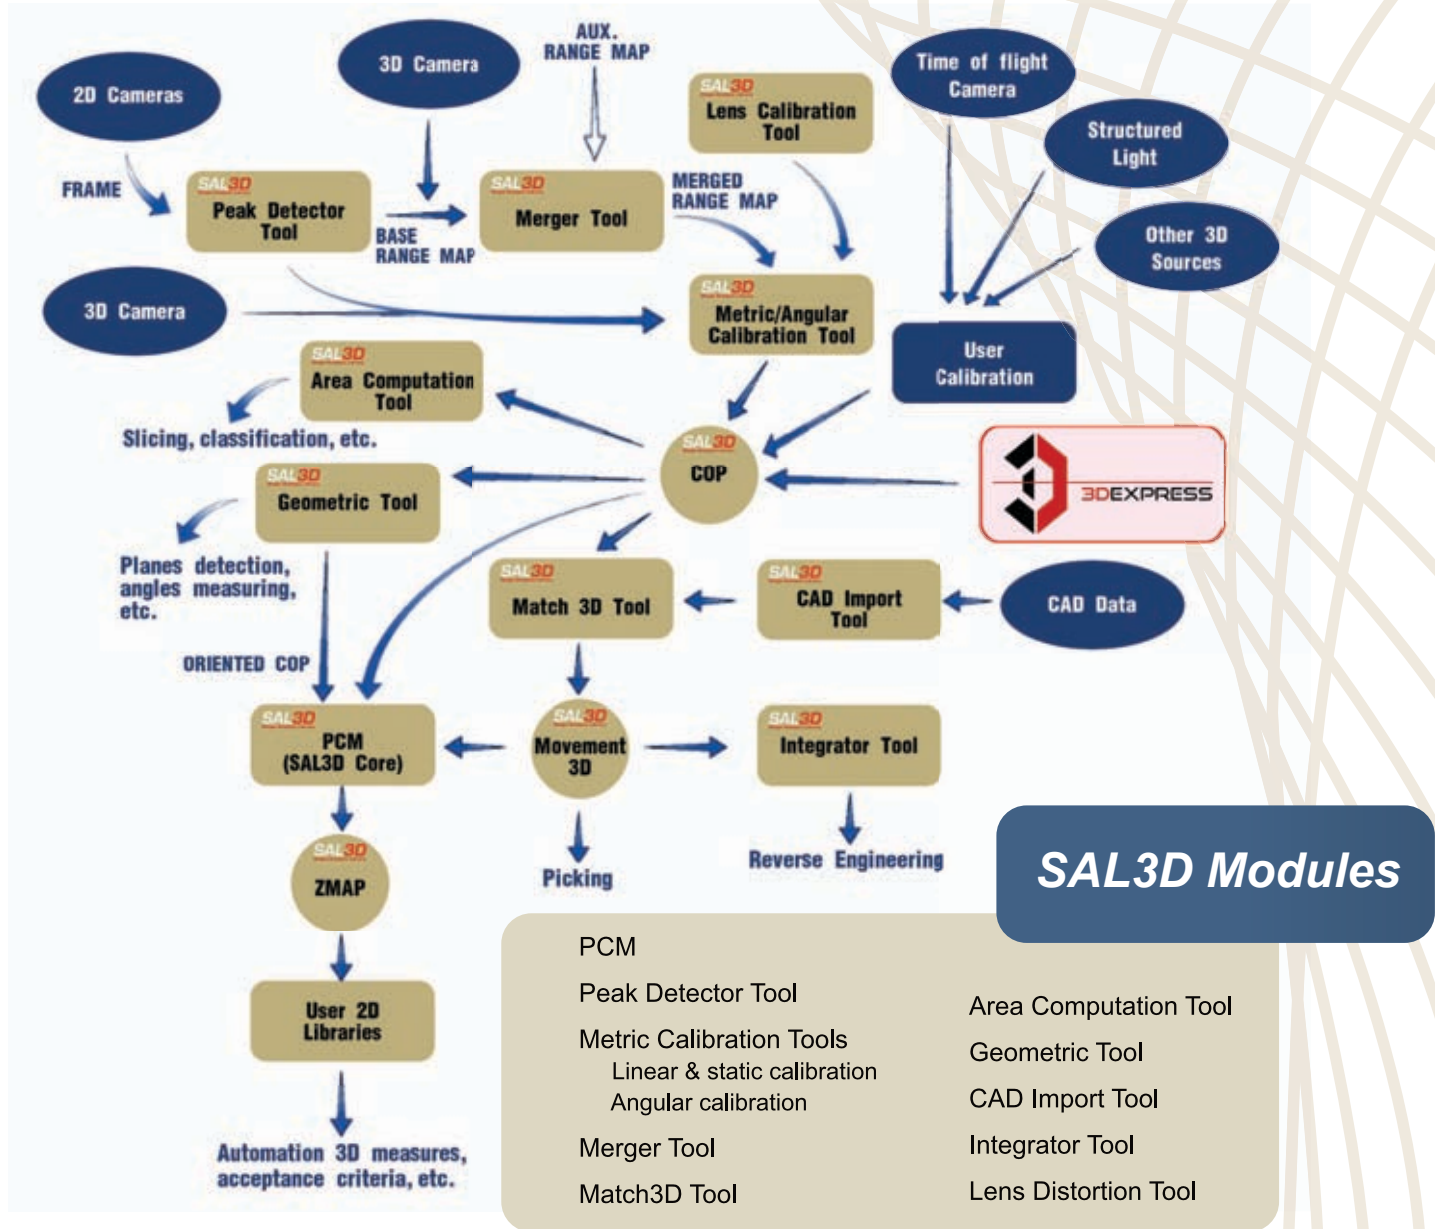 AUX.
RANGE MAP
3D Camera
2D Cameras
Time of flight
Camera
SAL3D
Lens Calibration
Tool
Structured
Light
FRAME
SAL3D
Peak Detector
Tool
BASE
RANGE MAP
SAL3D
Merger Tool
MERGED
RANGE MAP
Other 3D
Sources
3D Camera
SAL3D
Metric/Angular
Calibration Tool
User
Calibration
SAL3D
Area Computation
Tool
Slicing, classification, etc.
SAL3D
COP
3DEXPRESS
SAL3D
Geometric Tool
Planes detection,
angles measuring,
etc.
SAL3D
Match 3D Tool
SAL3D
CAD Import
Tool
CAD Data
ORIENTED COP
SAL3D
PCM
(SAL3D Core)
SAL3D
Movement
3D
SAL3D
Integrator Tool
SAL3D
ZMAP
Picking
Reverse Engineering
User 2D
Libraries
Automation 3D measures,
acceptance criteria, etc.
SAL3D Modules
PCM
Peak Detector Tool
Metric Calibration Tools
Linear & static calibration
Angular calibration
Merger Tool
Match3D Tool
Area Computation Tool
Geometric Tool
CAD Import Tool
Integrator Tool
Lens Distortion Tool